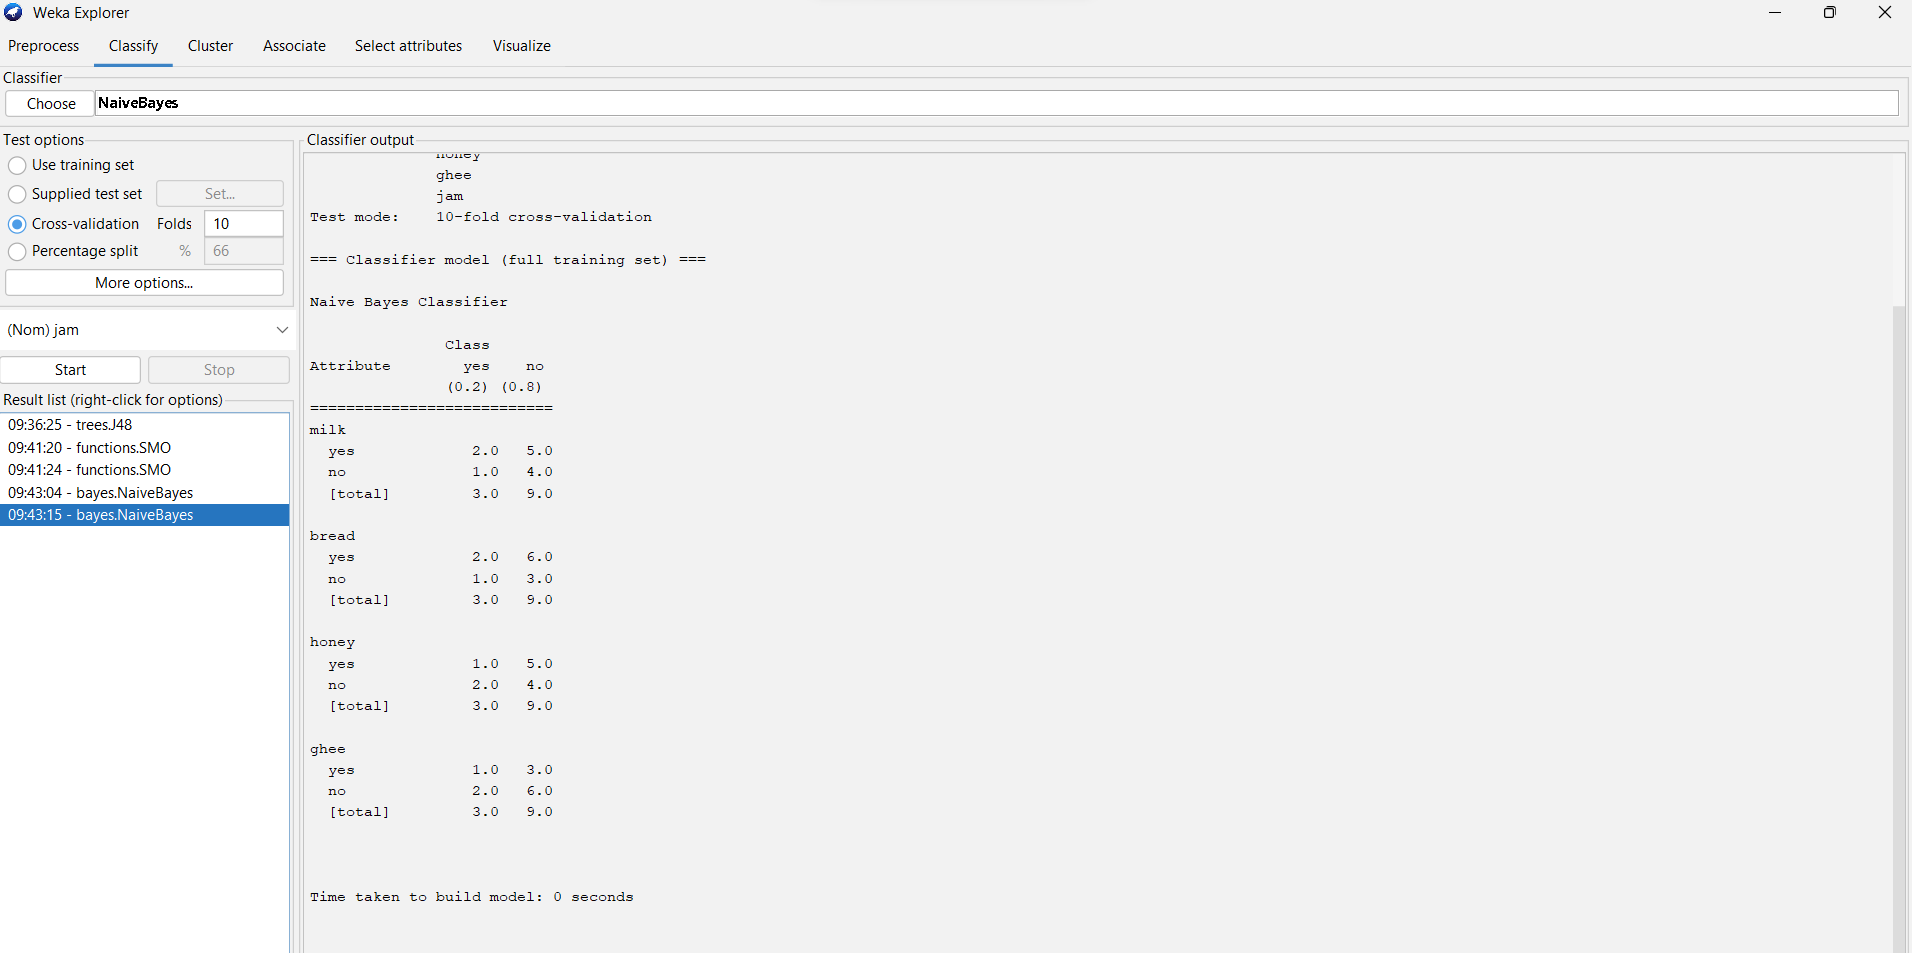 Weka Explorer
Preprocess Classify Cluster Associate Select attributes Visualize
Classifier
Choose NaiveBayes
Test options
Use training set
Supplied test set Set...
Cross-validation Folds 10
Percentage split % 66
More options...
(Nom) jam
Start Stop
Result list (right-click for options)
09:36:25 - trees.J48
09:41:20 - functions.SMO
09:41:24 - functions.SMO
09:43:04 - bayes.NaiveBayes
09:43:15 - bayes.NaiveBayes
Classifier output
honey
ghee
jam
Test mode: 10-fold cross-validation
=== Classifier model (full training set) ===
Naive Bayes Classifier
Class
Attribute yes no
(0.2) (0.8)
===========================
milk
yes 2.0 5.0
no 1.0 4.0
[total] 3.0 9.0
bread
yes 2.0 6.0
no 1.0 3.0
[total] 3.0 9.0
honey
yes 1.0 5.0
no 2.0 4.0
[total] 3.0 9.0
ghee
yes 1.0 3.0
no 2.0 6.0
[total] 3.0 9.0
Time taken to build model: 0 seconds